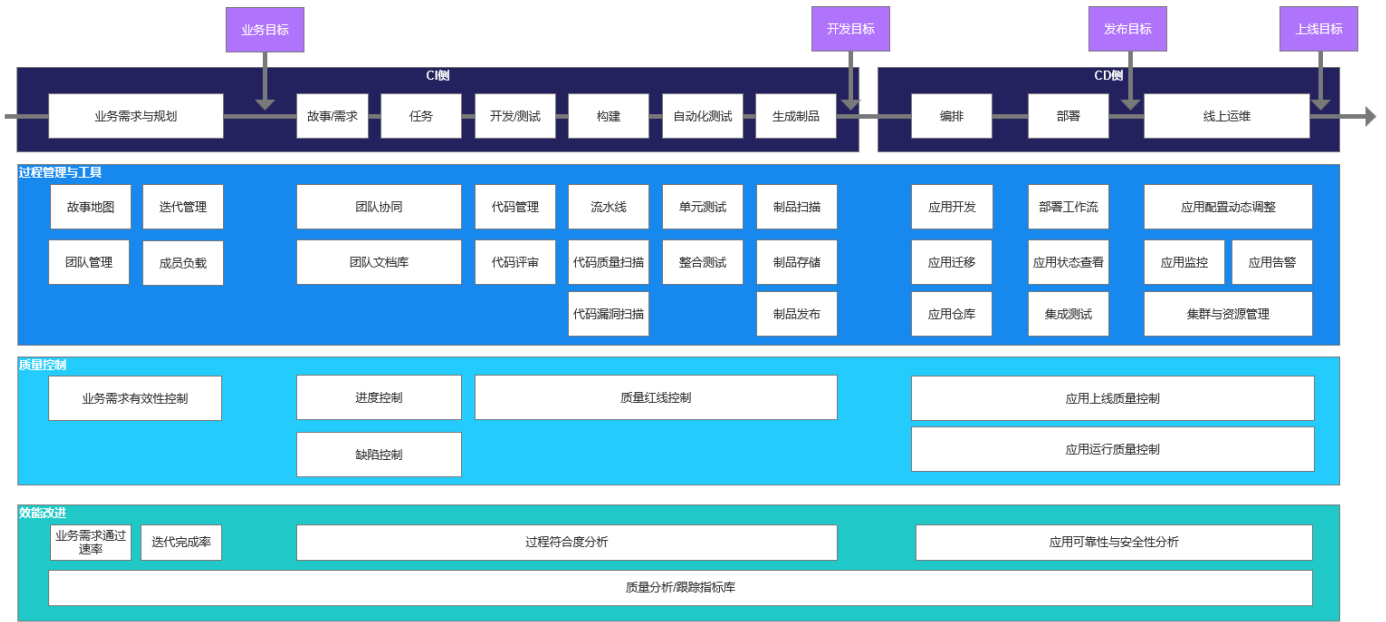 业务目标
开发目标
发布目标
上线目标
CI侧
CD侧
业务需求与规划
故事/需求
任务
开发/测试
构建
自动化测试
生成制品
编排
部署
线上运维
过程管理与工具
故事地图
迭代管理
团队协同
代码管理
流水线
单元测试
制品扫描
应用开发
部署工作流
应用配置动态调整
团队管理
成员负载
团队文档库
代码评审
代码质量扫描
整合测试
制品存储
应用迁移
应用状态查看
应用监控
应用告警
代码漏洞扫描
制品发布
应用仓库
集成测试
集群与资源管理
质量控制
业务需求有效性控制
进度控制
质量红线控制
应用上线质量控制
缺陷控制
应用运行质量控制
效能改进
业务需求通过
速率
迭代完成率
过程符合度分析
应用可靠性与安全性分析
质量分析/跟踪指标库